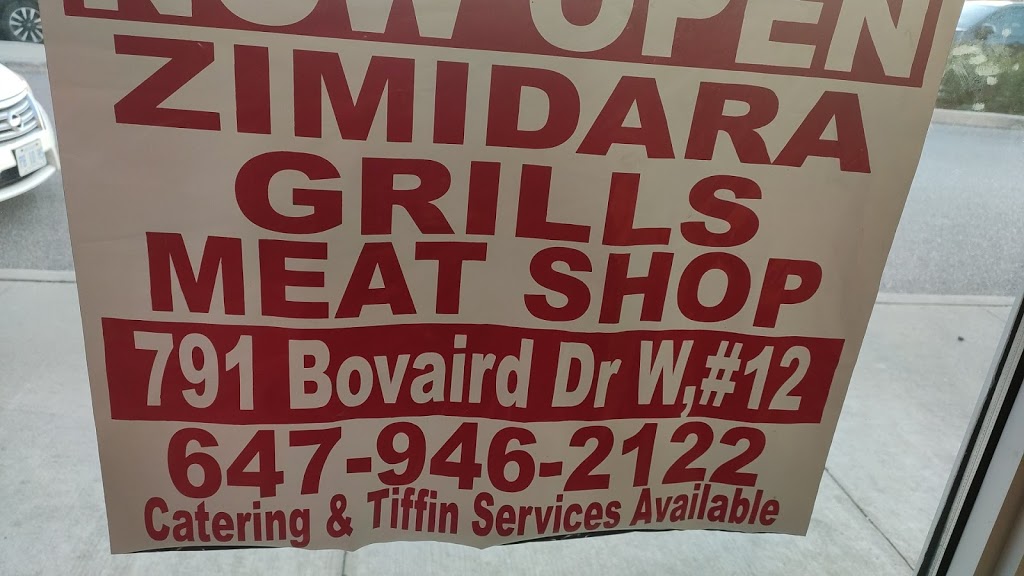 NOW OPEN
ZIMIDARA
GRILLS
MEAT SHOP
791 Bovaird Dr W,#12
647-946-2122
Catering & Tiffin Services Available